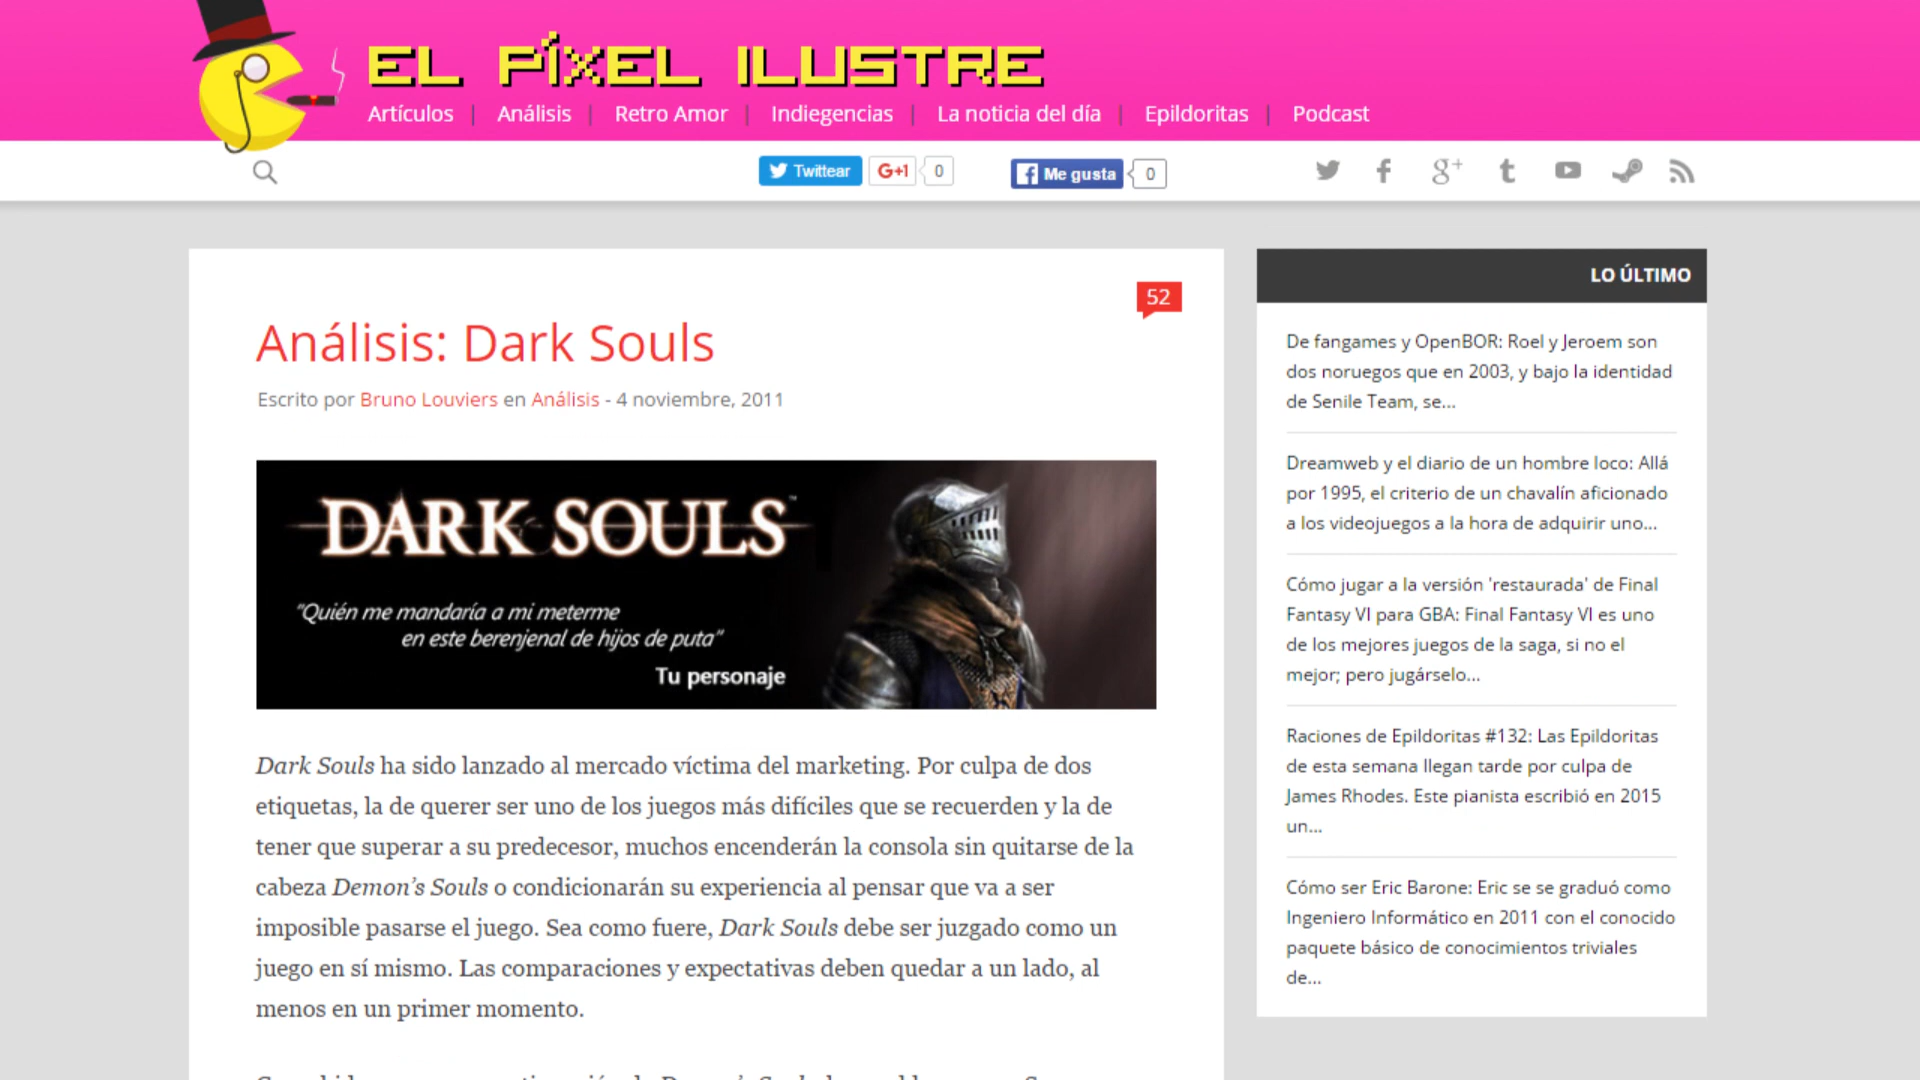 EL PÍXEL ILUSTRE
Artículos | Análisis | Retro Amor | Indiegencias | La noticia del día | Epildoritas | Podcast
Twittear G+1 0 Me gusta 0
52
Análisis: Dark Souls
Escrito por Bruno Louviers en Análisis - 4 noviembre, 2011
DARK SOULS™
"Quién me mandaría a mi meterme
en este berenjenal de hijos de puta"
Tu personaje
Dark Souls ha sido lanzado al mercado víctima del marketing. Por culpa de dos
etiquetas, la de querer ser uno de los juegos más difíciles que se recuerden y la de
tener que superar a su predecesor, muchos encenderán la consola sin quitarse de la
cabeza Demon's Souls o condicionarán su experiencia al pensar que va a ser
imposible pasarse el juego. Sea como fuere, Dark Souls debe ser juzgado como un
juego en sí mismo. Las comparaciones y expectativas deben quedar a un lado, al
menos en un primer momento.
LO ÚLTIMO
De fangames y OpenBOR: Roel y Jeroem son
dos noruegos que en 2003, y bajo la identidad
de Senile Team, se...
Dreamweb y el diario de un hombre loco: Allá
por 1995, el criterio de un chavalín aficionado
a los videojuegos a la hora de adquirir uno...
Cómo jugar a la versión 'restaurada' de Final
Fantasy VI para GBA: Final Fantasy VI es uno
de los mejores juegos de la saga, si no el
mejor; pero jugárselo...
Raciones de Epildoritas #132: Las Epildoritas
de esta semana llegan tarde por culpa de
James Rhodes. Este pianista escribió en 2015
un...
Cómo ser Eric Barone: Eric se se graduó como
Ingeniero Informático en 2011 con el conocido
paquete básico de conocimientos triviales
de...